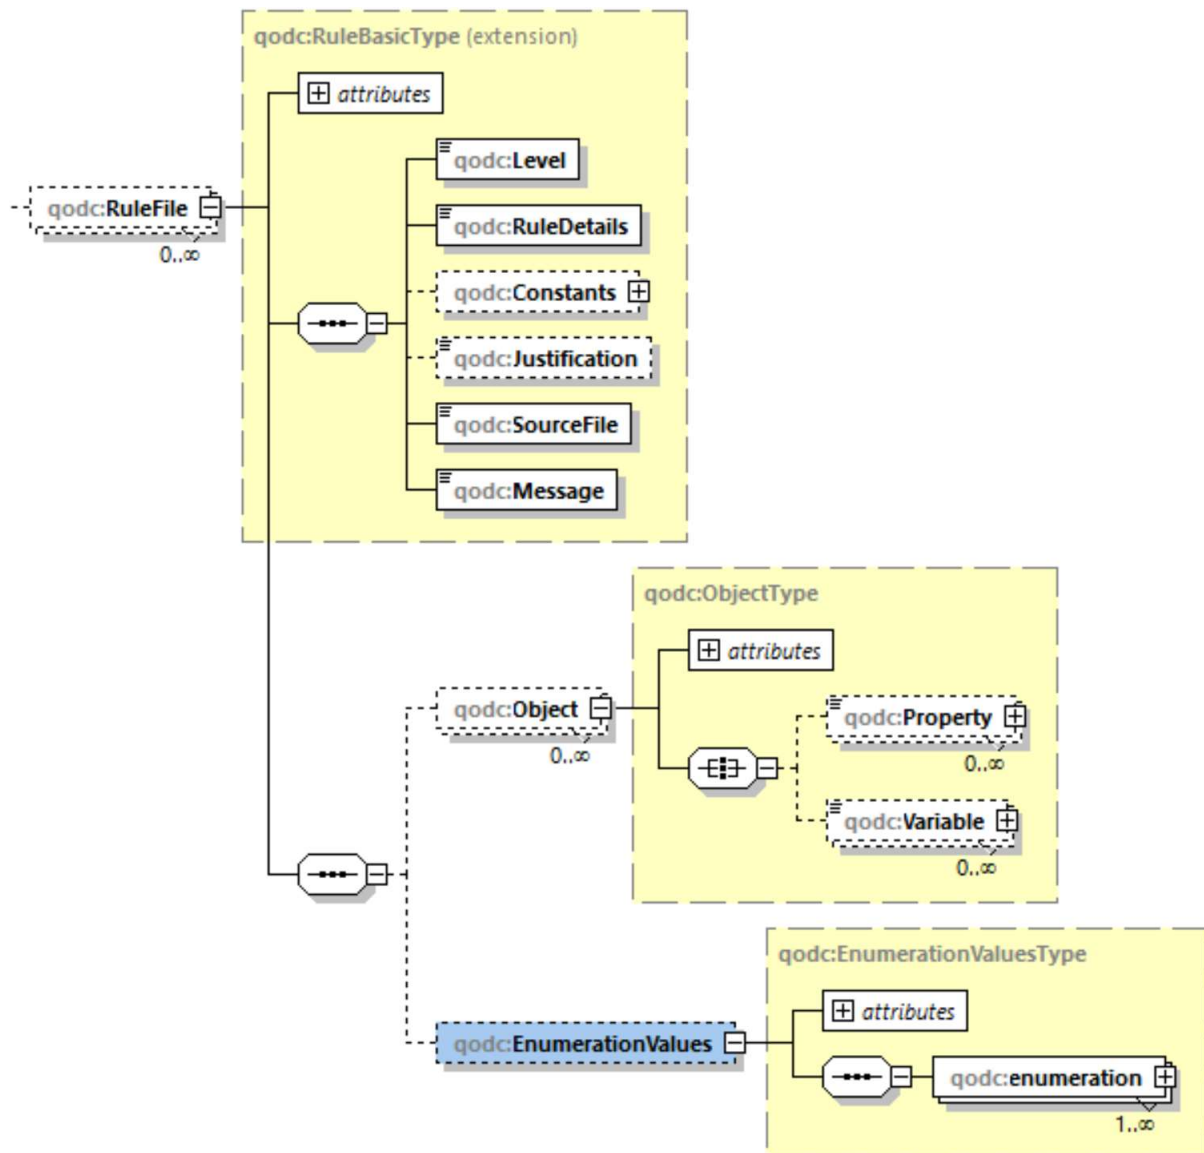 qodc:RuleBasicType (extension)
attributes
qodc:Level
qodc:RuleFile
0..∞
qodc:RuleDetails
qodc:Constants
qodc:Justification
qodc:SourceFile
qodc:Message
qodc:ObjectType
attributes
qodc:Object
0..∞
qodc:Property
0..∞
qodc:Variable
0..∞
qodc:EnumerationValuesType
attributes
qodc:EnumerationValues
qodc:enumeration
1..∞